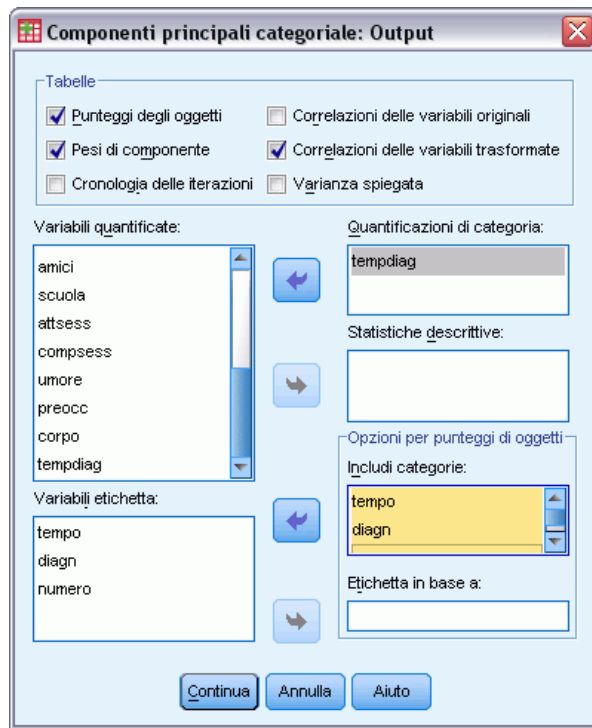 Componenti principali categoriale: Output
Tabelle
Punteggi degli oggetti
Correlazioni delle variabili originali
Pesi di componente
Correlazioni delle variabili trasformate
Cronologia delle iterazioni
Varianza spiegata
Variabili quantificate:
amici
scuola
attsess
compsess
umore
preocc
corpo
tempdiag
Quantificazioni di categoria:
tempdiag
Statistiche descrittive:
Opzioni per punteggi di oggetti
Includi categorie:
tempo
diagn
Variabili etichetta:
tempo
diagn
numero
Etichetta in base a:
Continua
Annulla
Aiuto